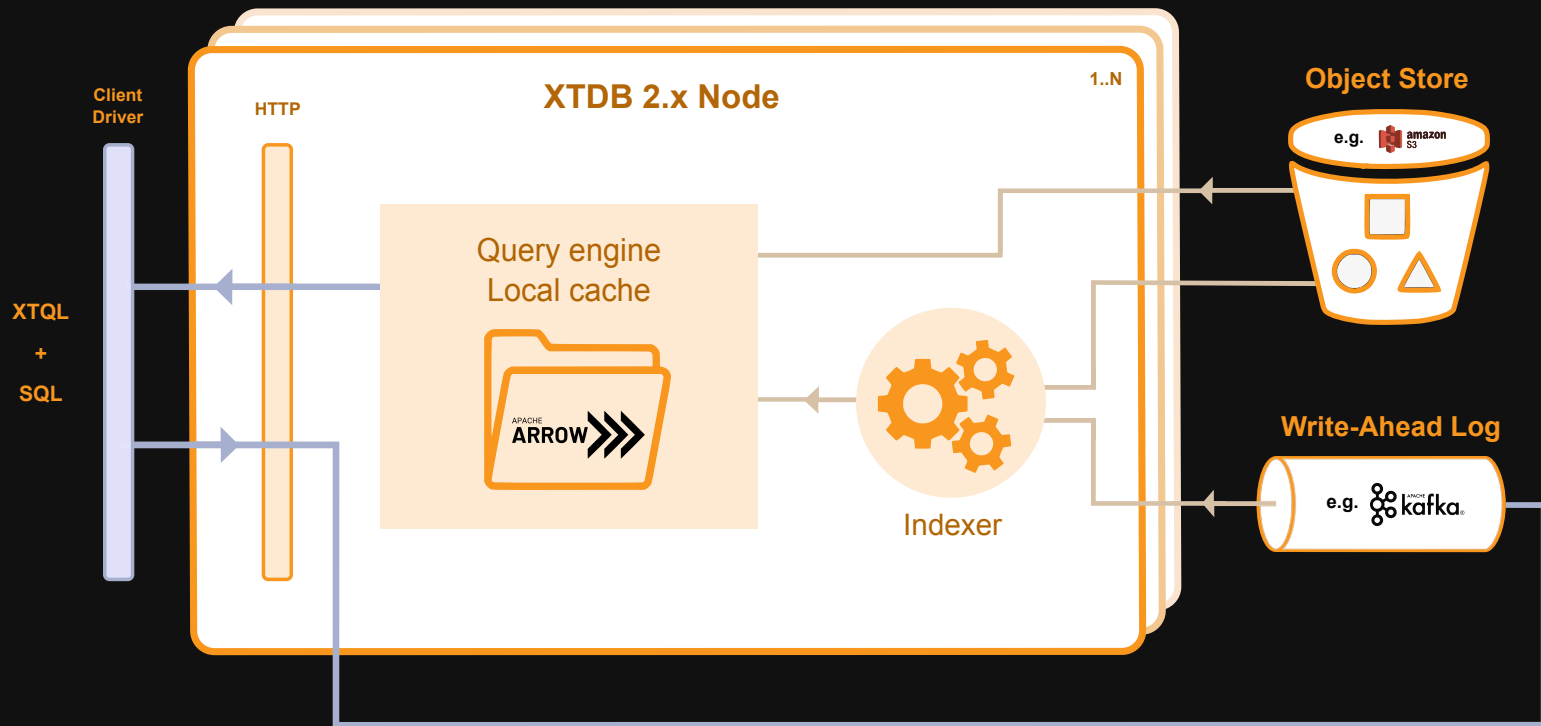 Client
Driver
HTTP
XTDB 2.x Node
1..N
Object Store
e.g.
amazon
S3
Query engine
Local cache
XTQL
+
SQL
APACHE
ARROW
Indexer
Write-Ahead Log
e.g.
APACHE
kafka®